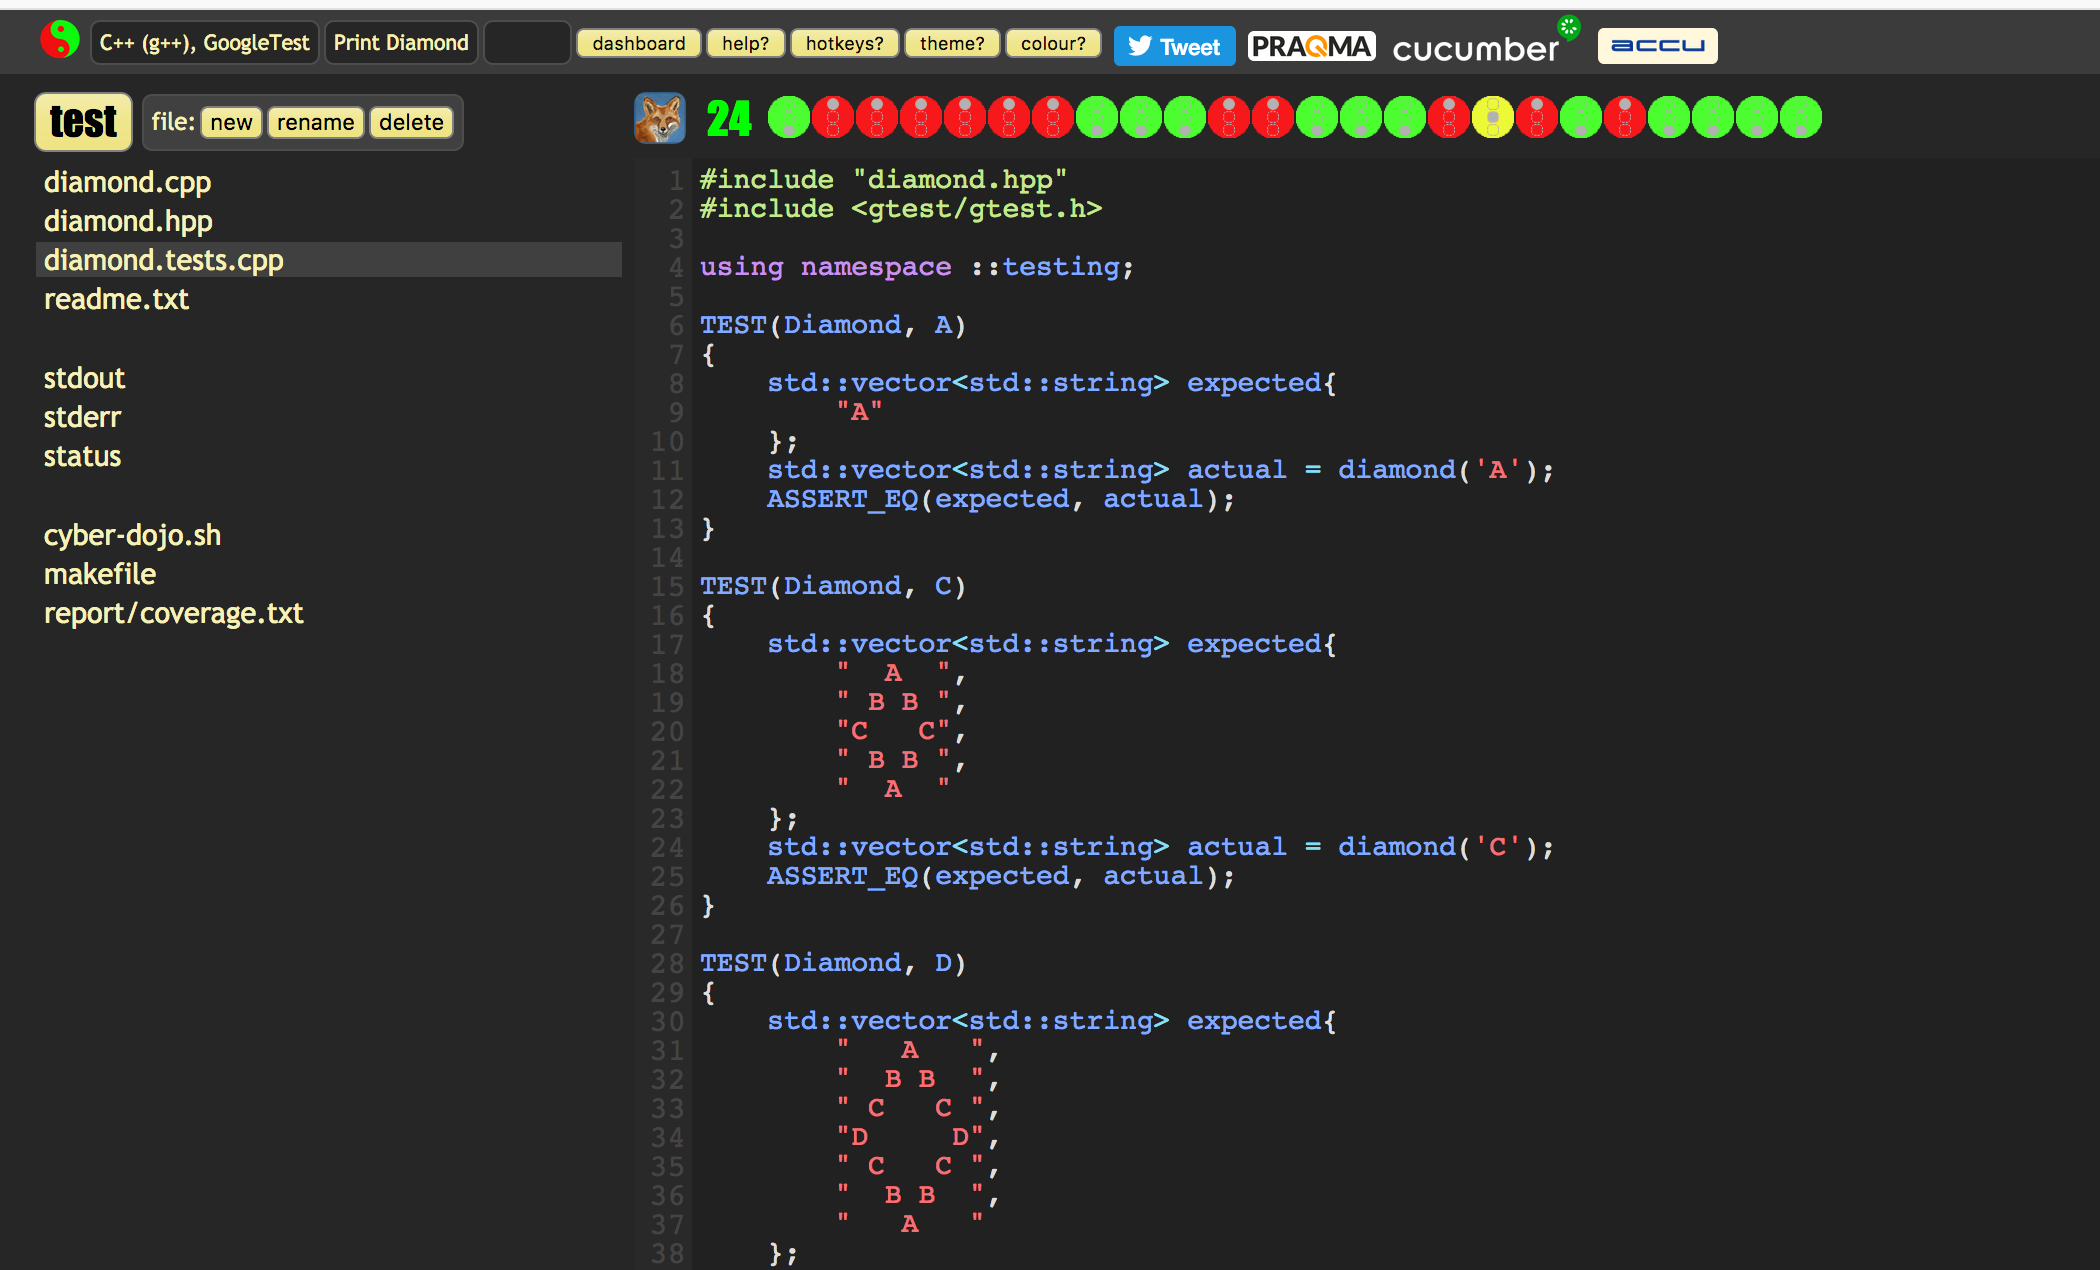 C++ (g++), GoogleTest Print Diamond dashboard help? hotkeys? theme? colour? Tweet PRAQMA cucumber accu
test file: new rename delete
24
diamond.cpp
diamond.hpp
diamond.tests.cpp
readme.txt
stdout
stderr
status
cyber-dojo.sh
makefile
report/coverage.txt
1 #include "diamond.hpp"
2 #include <gtest/gtest.h>
3
4 using namespace ::testing;
5
6 TEST(Diamond, A)
7 {
8     std::vector<std::string> expected{
9         "A"
10     };
11     std::vector<std::string> actual = diamond('A');
12     ASSERT_EQ(expected, actual);
13 }
14
15 TEST(Diamond, C)
16 {
17     std::vector<std::string> expected{
18         "  A  ",
19         " B B ",
20         "C   C",
21         " B B ",
22         "  A  "
23     };
24     std::vector<std::string> actual = diamond('C');
25     ASSERT_EQ(expected, actual);
26 }
27
28 TEST(Diamond, D)
29 {
30     std::vector<std::string> expected{
31         "   A   ",
32         "  B B  ",
33         " C   C ",
34         "D     D",
35         " C   C ",
36         "  B B  ",
37         "   A   "
38     };